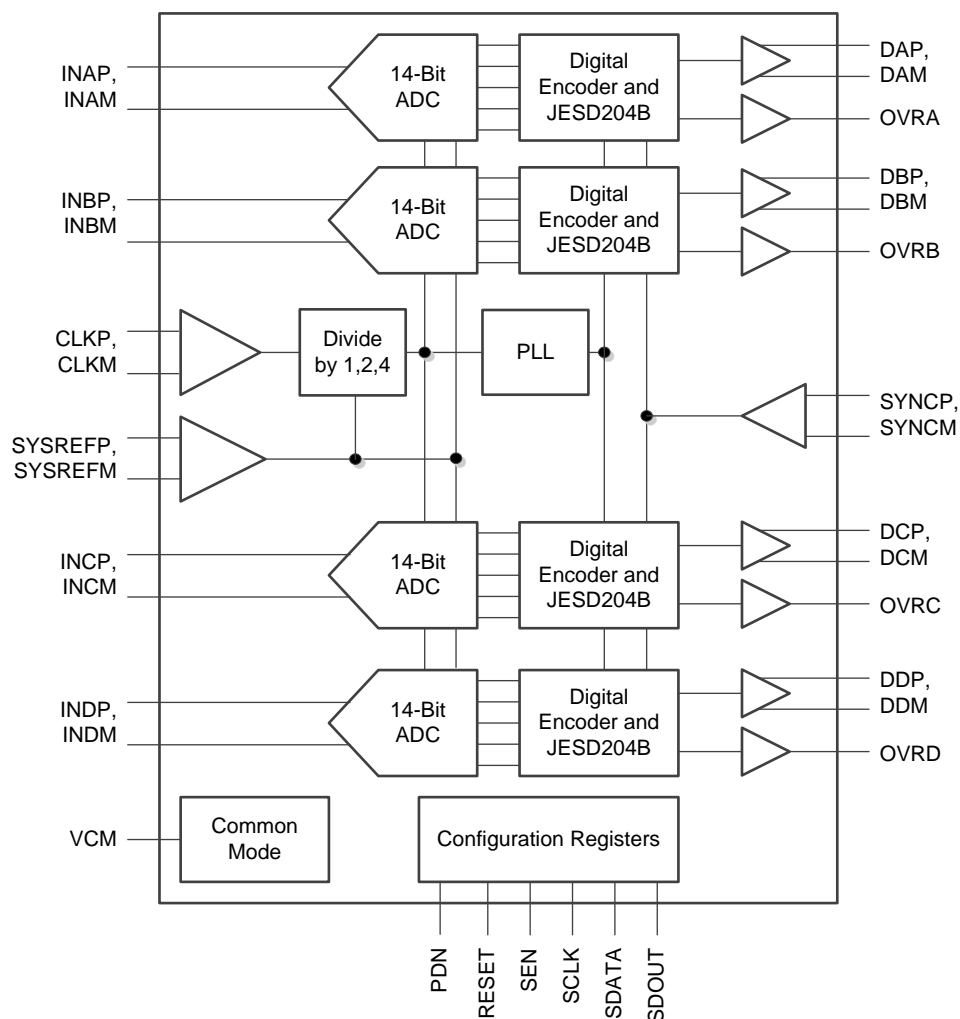 INAP,
INAM
14-Bit
ADC
Digital
Encoder and
JESD204B
DAP,
DAM
OVRA
INBP,
INBM
14-Bit
ADC
Digital
Encoder and
JESD204B
DBP,
DBM
OVRB
CLKP,
CLKM
Divide
by 1,2,4
PLL
SYSREFP,
SYSREFM
SYNCP,
SYNCM
INCP,
INCM
14-Bit
ADC
Digital
Encoder and
JESD204B
DCP,
DCM
OVRC
INDP,
INDM
14-Bit
ADC
Digital
Encoder and
JESD204B
DDP,
DDM
OVRD
VCM
Common
Mode
Configuration Registers
PDN
RESET
SEN
SCLK
SDATA
SDOUT